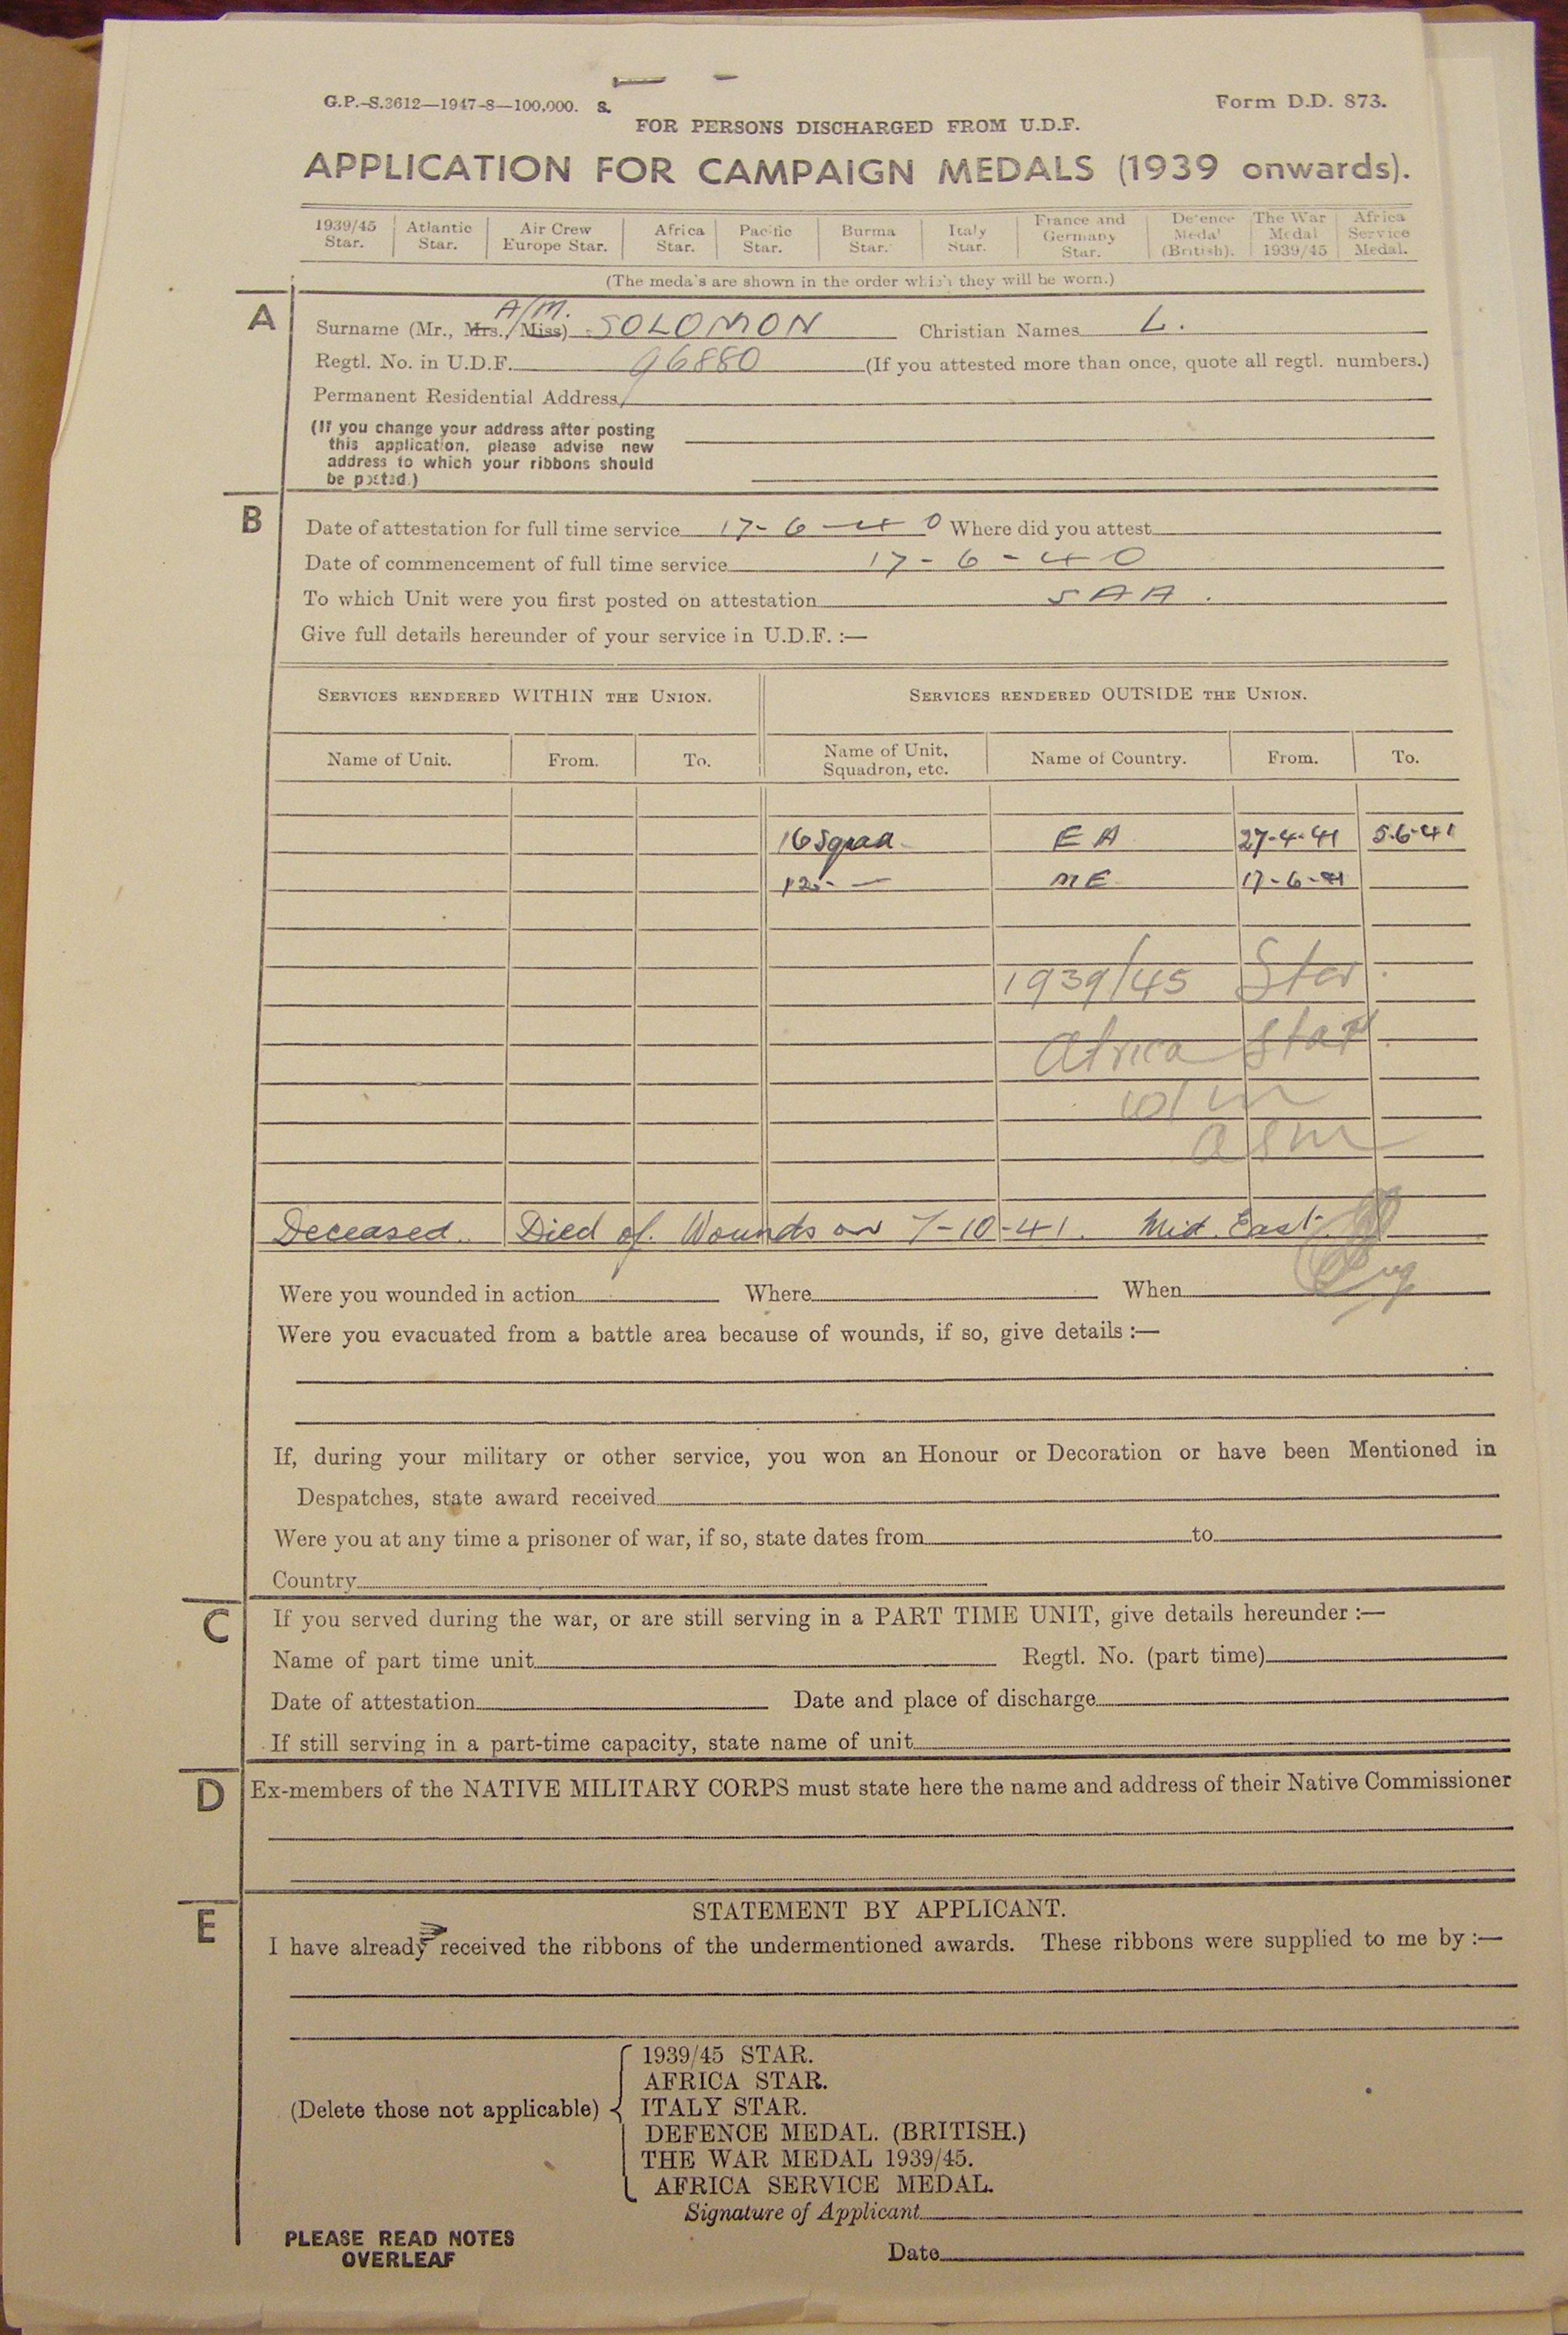 G.P.—S.3612—1947-8—100,000. S.
Form D.D. 873.
FOR PERSONS DISCHARGED FROM U.D.F.
APPLICATION FOR CAMPAIGN MEDALS (1939 onwards).
1939/45 Star. Atlantic Star. Air Crew Europe Star. Africa Star. Pacific Star. Burma Star. Italy Star. France and Germany Star. Defence Medal (British). The War Medal 1939/45 Africa Service Medal.
(The medals are shown in the order which they will be worn.)
A/M.
A Surname (Mr., Mrs., Miss) SOLOMON Christian Names L.
Regtl. No. in U.D.F. 96880 (If you attested more than once, quote all regtl. numbers.)
Permanent Residential Address
(If you change your address after posting
this application, please advise new
address to which your ribbons should
be posted.)
B
Date of attestation for full time service 17-6-40 Where did you attest
Date of commencement of full time service 17-6-40
To which Unit were you first posted on attestation SAA.
Give full details hereunder of your service in U.D.F. :—
SERVICES RENDERED WITHIN THE UNION. SERVICES RENDERED OUTSIDE THE UNION.
Name of Unit. From. To. Name of Unit, Squadron, etc. Name of Country. From. To.
16 Squad. EA 27-4-41 5-6-41
12 - — ME 17-6-41
1939/45 Star.
Africa Star.
W/M
ASM
Deceased. Died of Wounds on 7-10-41. Mid. East.
Were you wounded in action Where When
Were you evacuated from a battle area because of wounds, if so, give details :—
If, during your military or other service, you won an Honour or Decoration or have been Mentioned in
Despatches, state award received
Were you at any time a prisoner of war, if so, state dates from to
Country
C If you served during the war, or are still serving in a PART TIME UNIT, give details hereunder :—
Name of part time unit Regtl. No. (part time)
Date of attestation Date and place of discharge
If still serving in a part-time capacity, state name of unit
D Ex-members of the NATIVE MILITARY CORPS must state here the name and address of their Native Commissioner
E
STATEMENT BY APPLICANT.
I have already received the ribbons of the undermentioned awards. These ribbons were supplied to me by :—
1939/45 STAR.
AFRICA STAR.
(Delete those not applicable) ITALY STAR.
DEFENCE MEDAL. (BRITISH.)
THE WAR MEDAL 1939/45.
AFRICA SERVICE MEDAL.
Signature of Applicant
PLEASE READ NOTES
OVERLEAF
Date